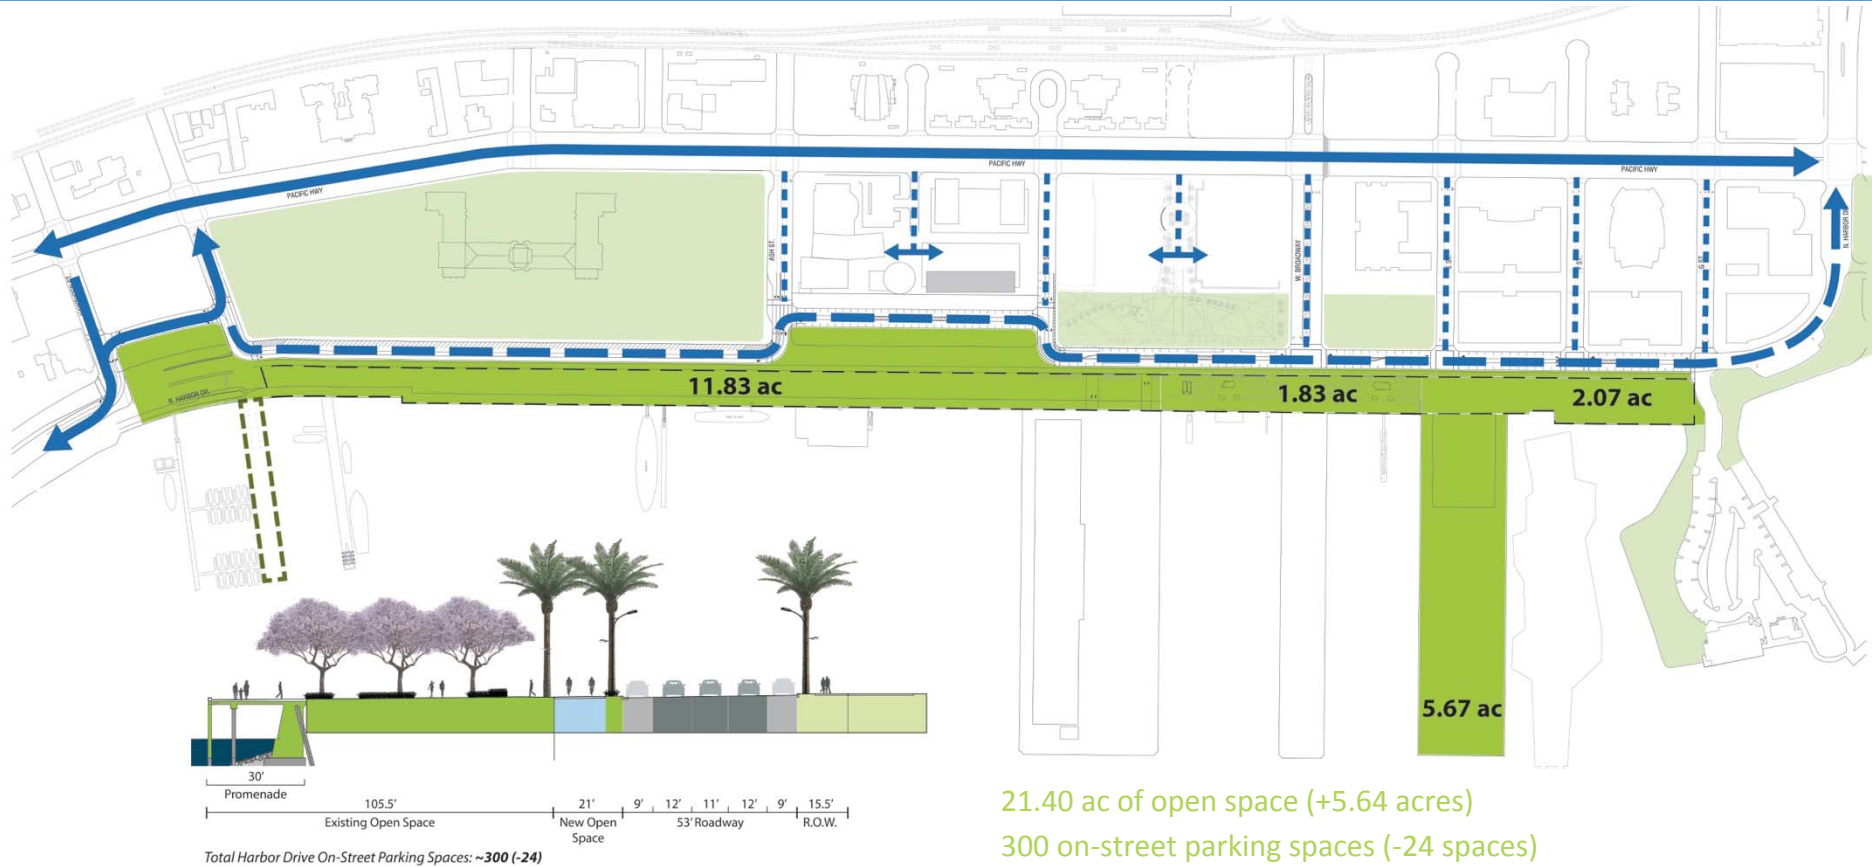 PACIFIC HWY
PACIFIC HWY
PACIFIC HWY
ASH ST.
W. BROADWAY
G ST.
N. HARBOR DR.
N. HARBOR DR.
11.83 ac
1.83 ac
2.07 ac
5.67 ac
30'
Promenade
105.5'
21'
9'
12'
11'
12'
9'
15.5'
Existing Open Space
New Open
Space
53' Roadway
R.O.W.
Total Harbor Drive On-Street Parking Spaces: ~300 (-24)
21.40 ac of open space (+5.64 acres)
300 on-street parking spaces (-24 spaces)